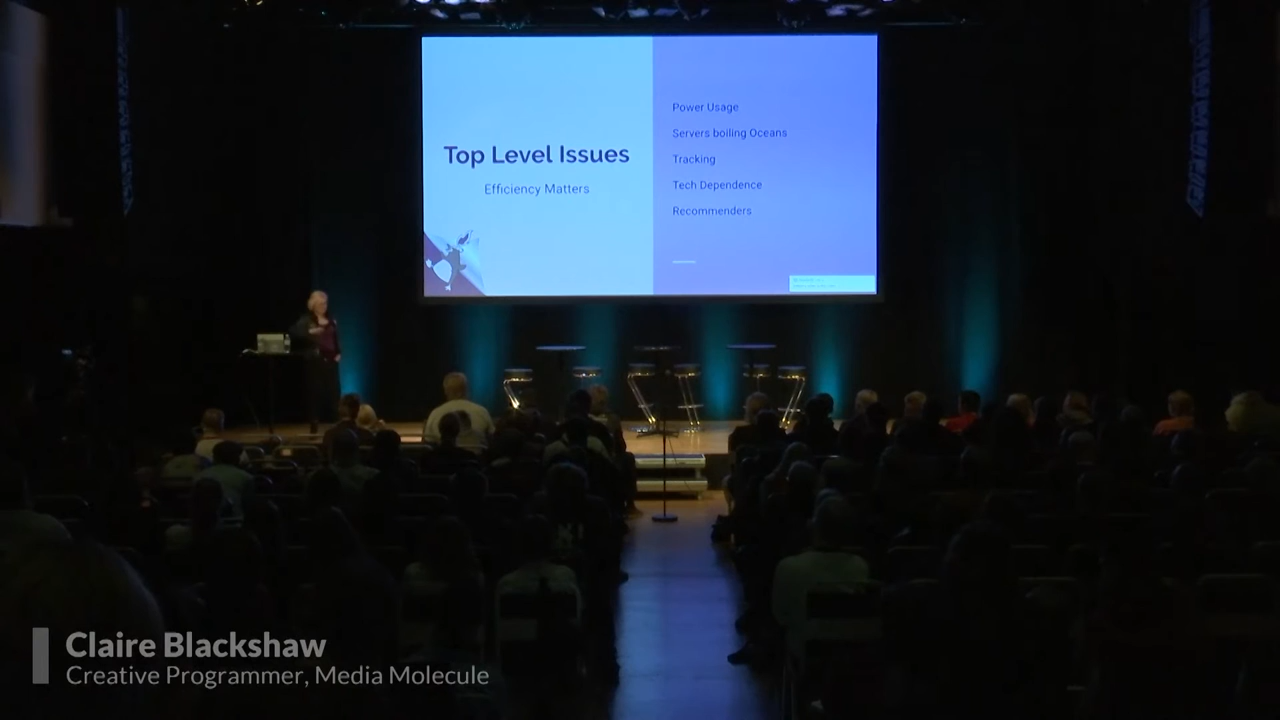 Top Level Issues
Efficiency Matters
Power Usage
Servers boiling Oceans
Tracking
Tech Dependence
Recommenders
Claire Blackshaw
Creative Programmer, Media Molecule